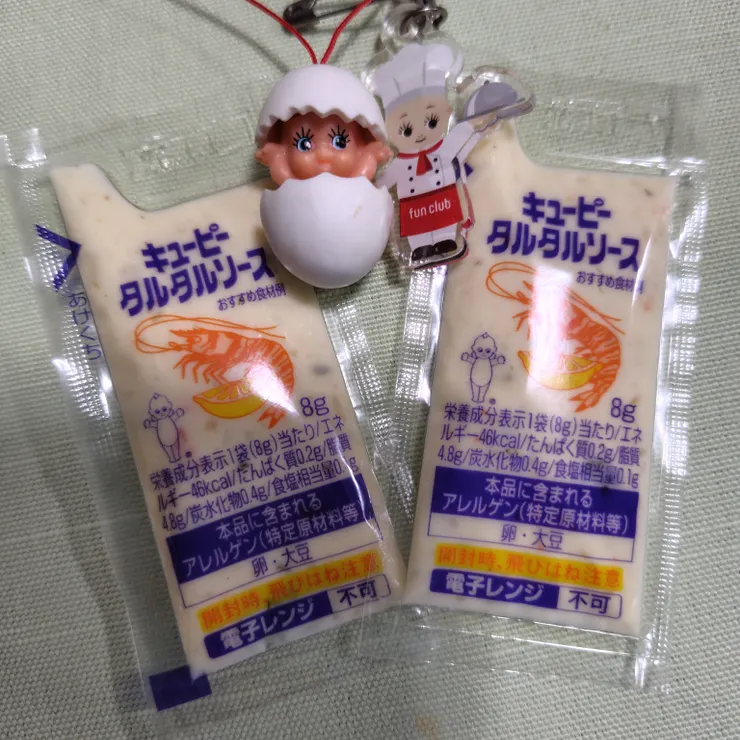 fun club
キューピー
タルタルソース
おすすめ食材例
あけくち
8g
栄養成分表示1袋(8g)当たり/エネ
ルギー46kcal/たんぱく質0.2g/脂質
4.8g/炭水化物0.4g/食塩相当量0.1g
本品に含まれる
アレルゲン(特定原材料等)
卵・大豆
開封時、飛びはね注意
電子レンジ 不可
キューピー
タルタルソース
おすすめ食材例
8g
栄養成分表示1袋(8g)当たり/エネ
ルギー46kcal/たんぱく質0.2g/脂質
4.8g/炭水化物0.4g/食塩相当量0.1g
本品に含まれる
アレルゲン(特定原材料等)
卵・大豆
開封時、飛びはね注意
電子レンジ 不可